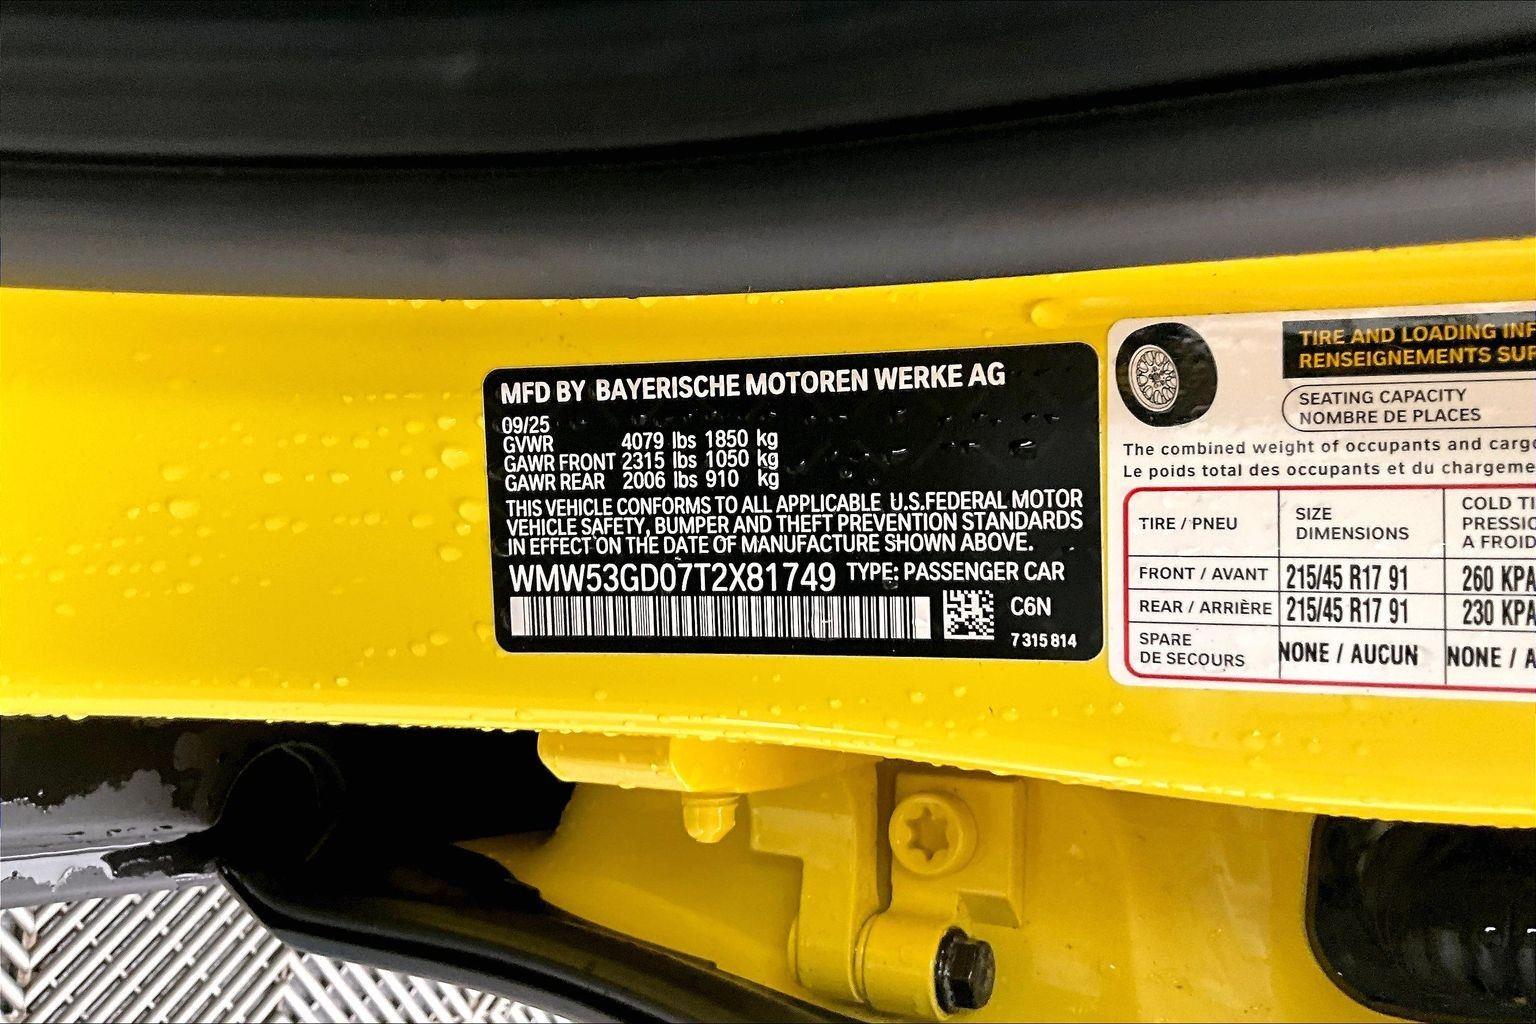 MFD BY BAYERISCHE MOTOREN WERKE AG
09/25
GVWR 4079 lbs 1850 kg
GAWR FRONT 2315 lbs 1050 kg
GAWR REAR 2006 lbs 910 kg
THIS VEHICLE CONFORMS TO ALL APPLICABLE U.S.FEDERAL MOTOR
VEHICLE SAFETY, BUMPER AND THEFT PREVENTION STANDARDS
IN EFFECT ON THE DATE OF MANUFACTURE SHOWN ABOVE.
WMW53GD07T2X81749 TYPE: PASSENGER CAR
C6N
7 315 814
TIRE AND LOADING INF
RENSEIGNEMENTS SUR
SEATING CAPACITY
NOMBRE DE PLACES
The combined weight of occupants and carg
Le poids total des occupants et du chargeme
TIRE / PNEU
SIZE
DIMENSIONS
COLD TI
PRESSIO
A FROID
FRONT / AVANT 215/45 R17 91 260 KPA
REAR / ARRIÈRE 215/45 R17 91 230 KPA
SPARE
DE SECOURS
NONE / AUCUN NONE / A